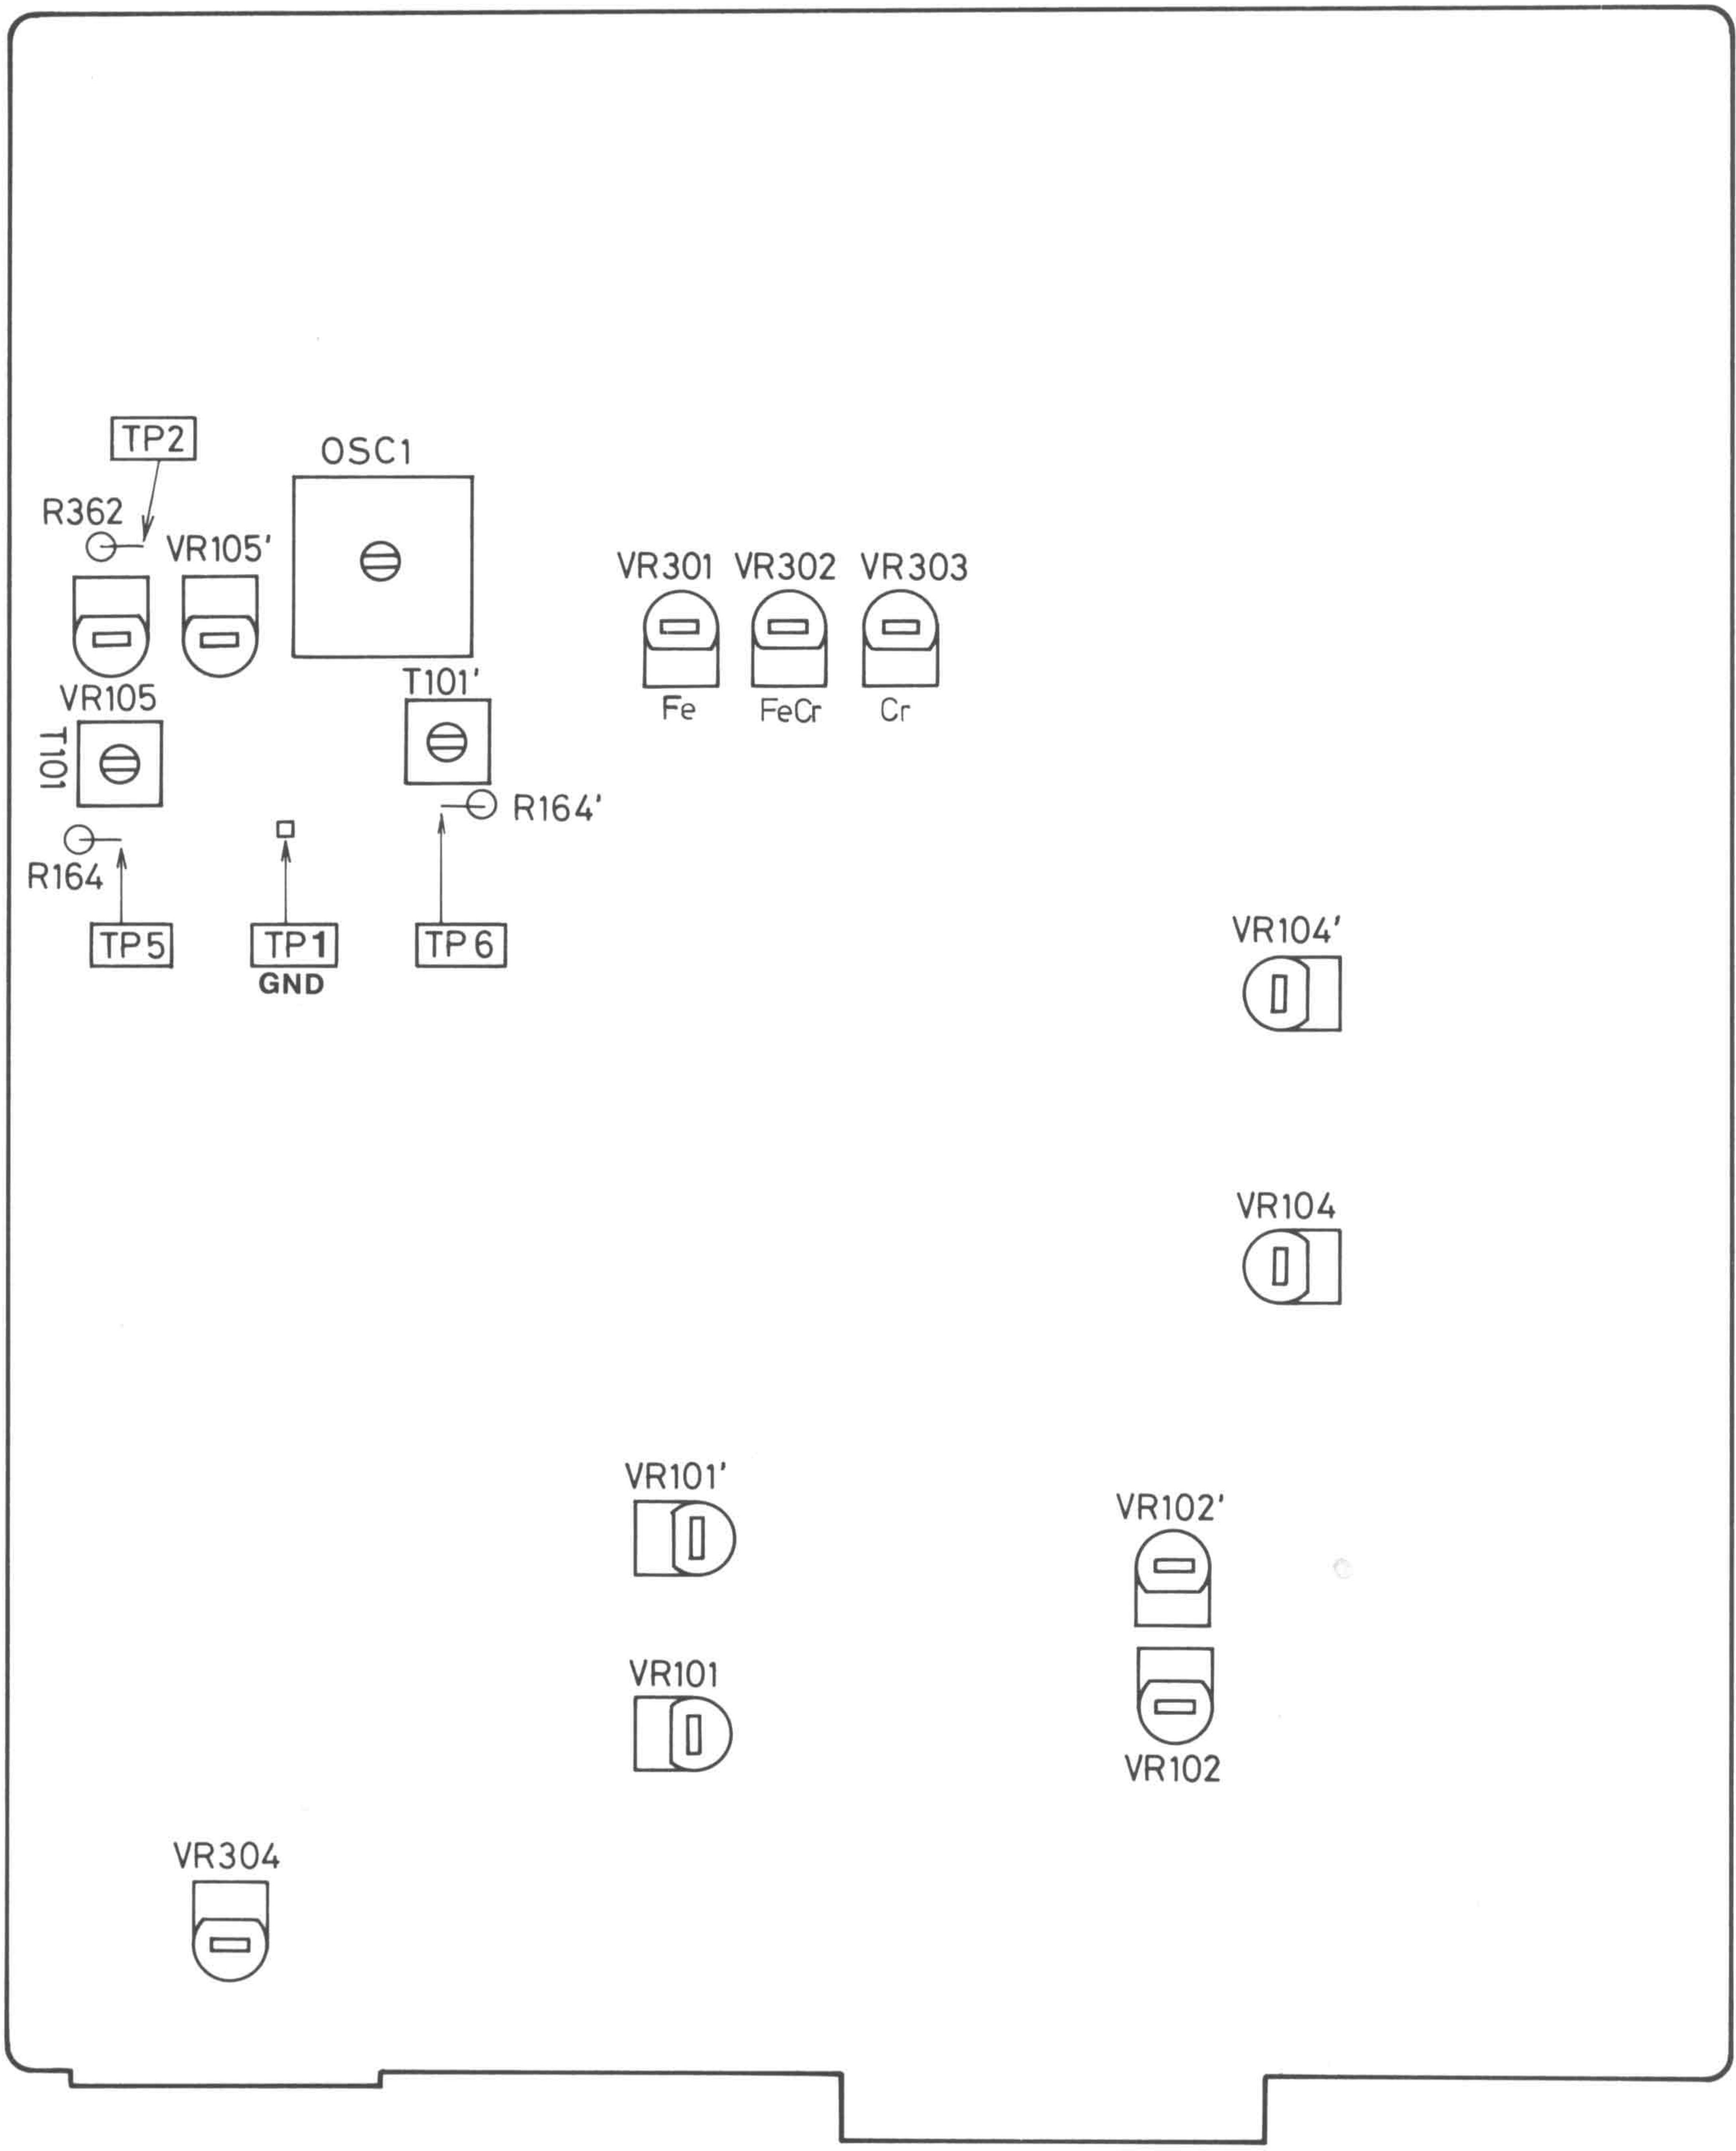 TP2
OSC1
R362
VR105'
VR301 VR302 VR303
VR105
T101'
Fe FeCr Cr
T101
R164'
R164
TP5 TP1 TP6
GND
VR104'
VR104
VR101'
VR102'
VR101
VR102
VR304